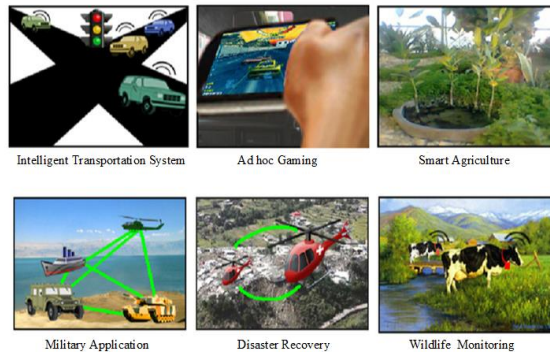 Intelligent Transportation System
Ad hoc Gaming
Smart Agriculture
Military Application
Disaster Recovery
Wildlife Monitoring